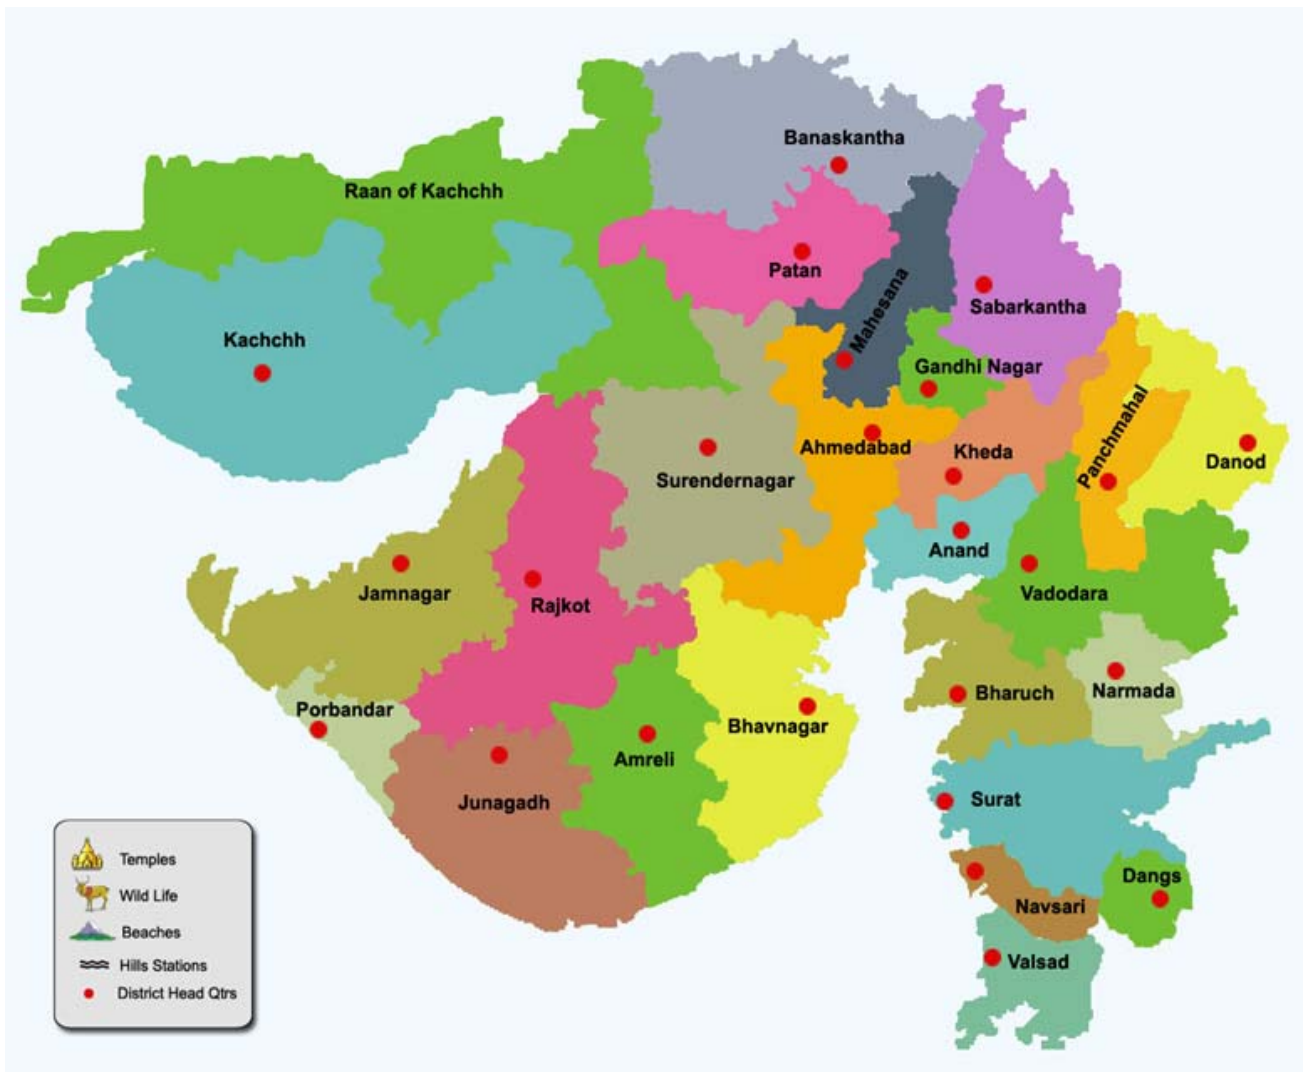 Banaskantha
Raan of Kachchh
Patan
Mahesana
Sabarkantha
Kachchh
Gandhi Nagar
Panchmahal
Ahmedabad
Kheda
Danod
Surendernagar
Anand
Jamnagar
Rajkot
Vadodara
Porbandar
Bharuch
Narmada
Bhavnagar
Amreli
Junagadh
Surat
Dangs
Navsari
Valsad
Temples
Wild Life
Beaches
Hills Stations
District Head Qtrs